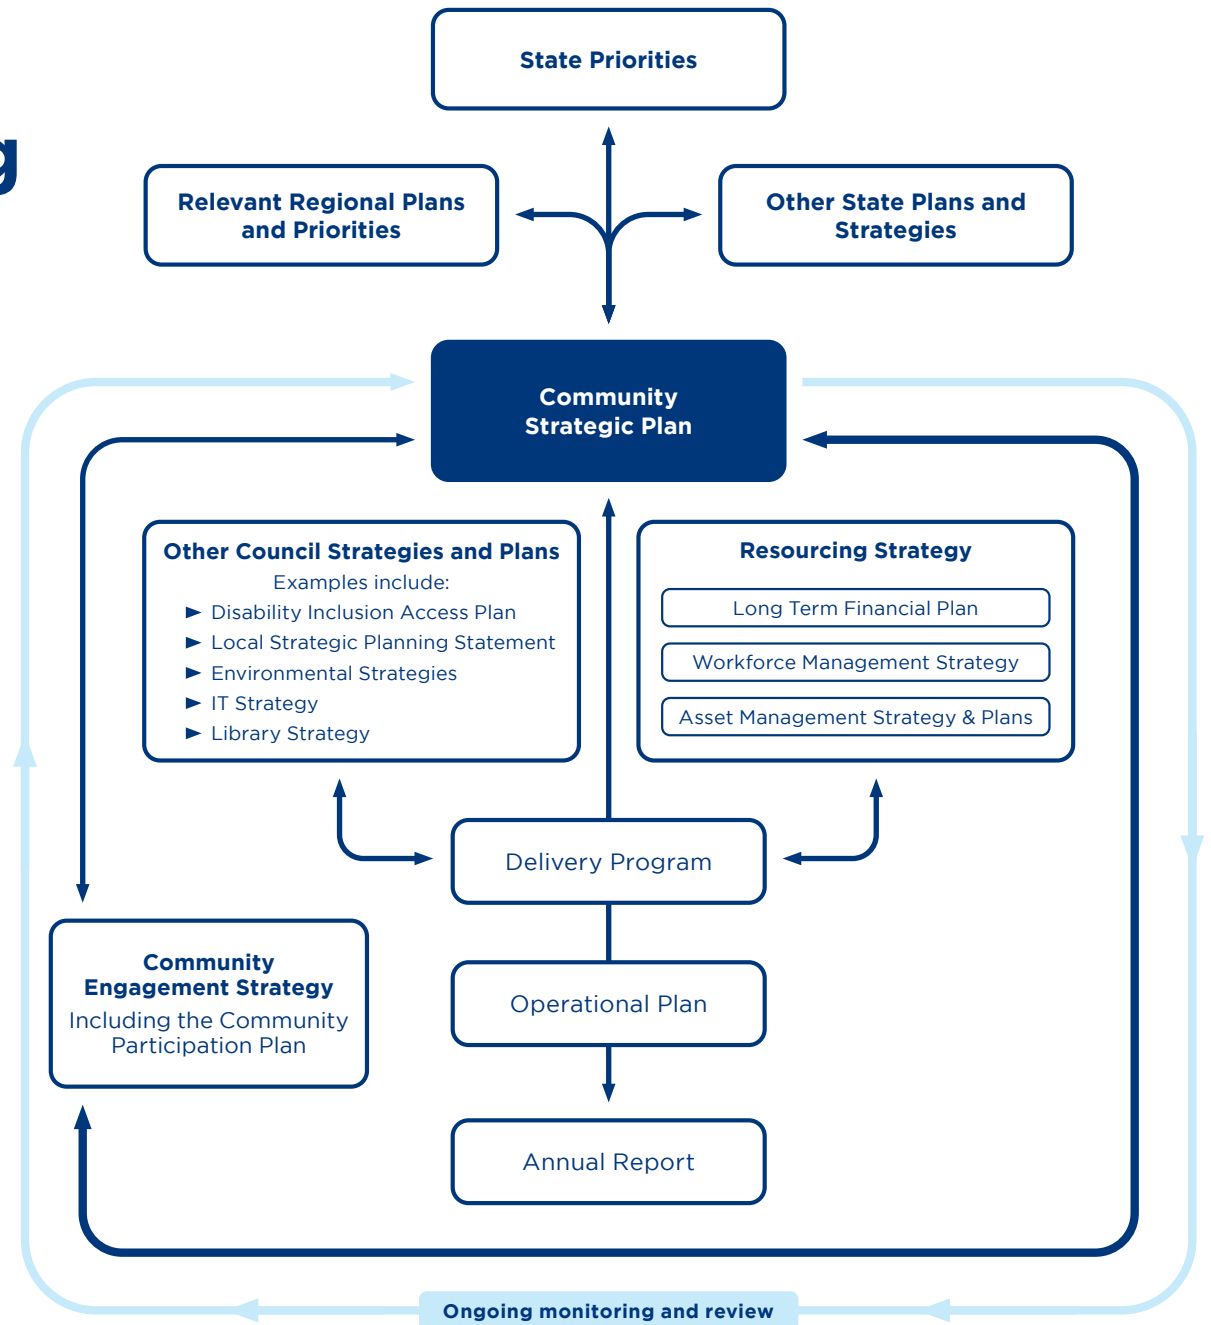 State Priorities
g
Relevant Regional Plans
and Priorities
Other State Plans and
Strategies
Community
Strategic Plan
Other Council Strategies and Plans
Examples include:
► Disability Inclusion Access Plan
► Local Strategic Planning Statement
► Environmental Strategies
► IT Strategy
► Library Strategy
Resourcing Strategy
Long Term Financial Plan
Workforce Management Strategy
Asset Management Strategy & Plans
Delivery Program
Community
Engagement Strategy
Including the Community
Participation Plan
Operational Plan
Annual Report
Ongoing monitoring and review